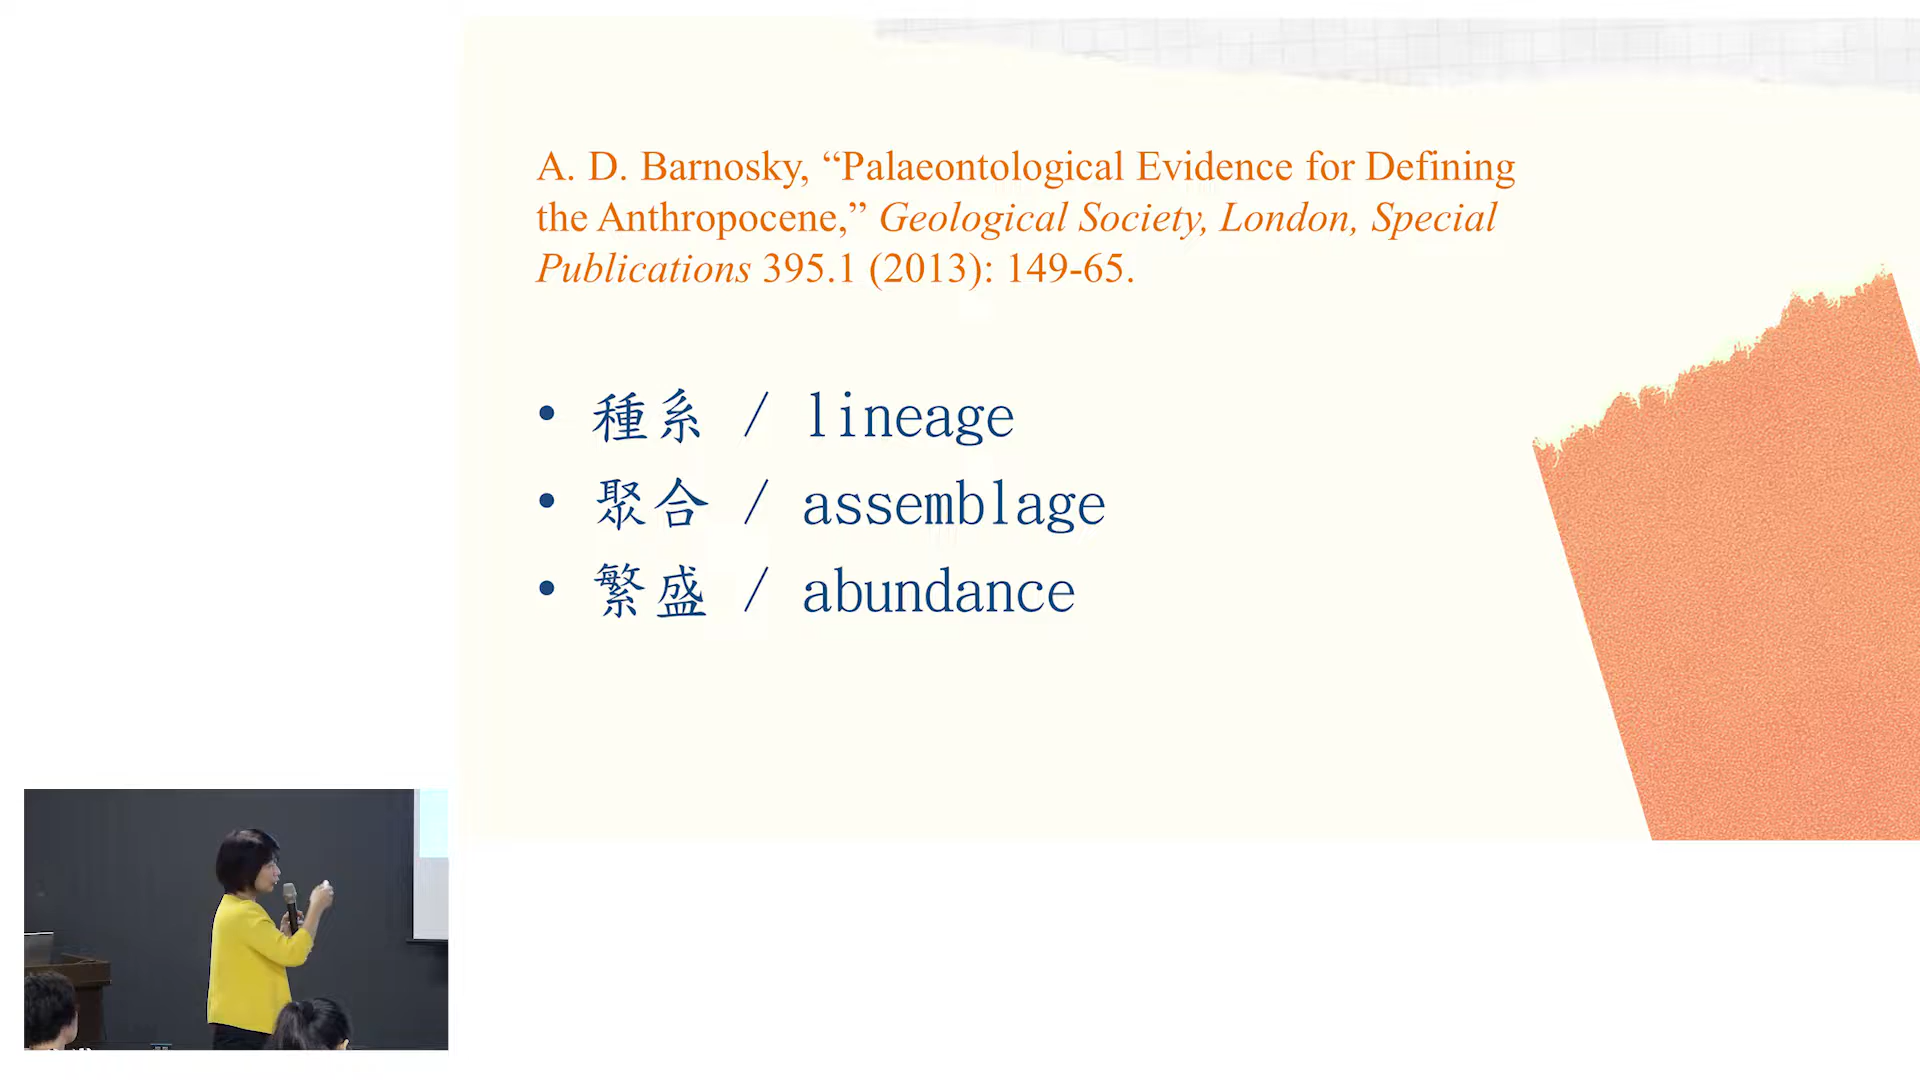 A. D. Barnosky, “Palaeontological Evidence for Defining
the Anthropocene,” Geological Society, London, Special
Publications 395.1 (2013): 149-65.
• 種系 / lineage
• 聚合 / assemblage
• 繁盛 / abundance